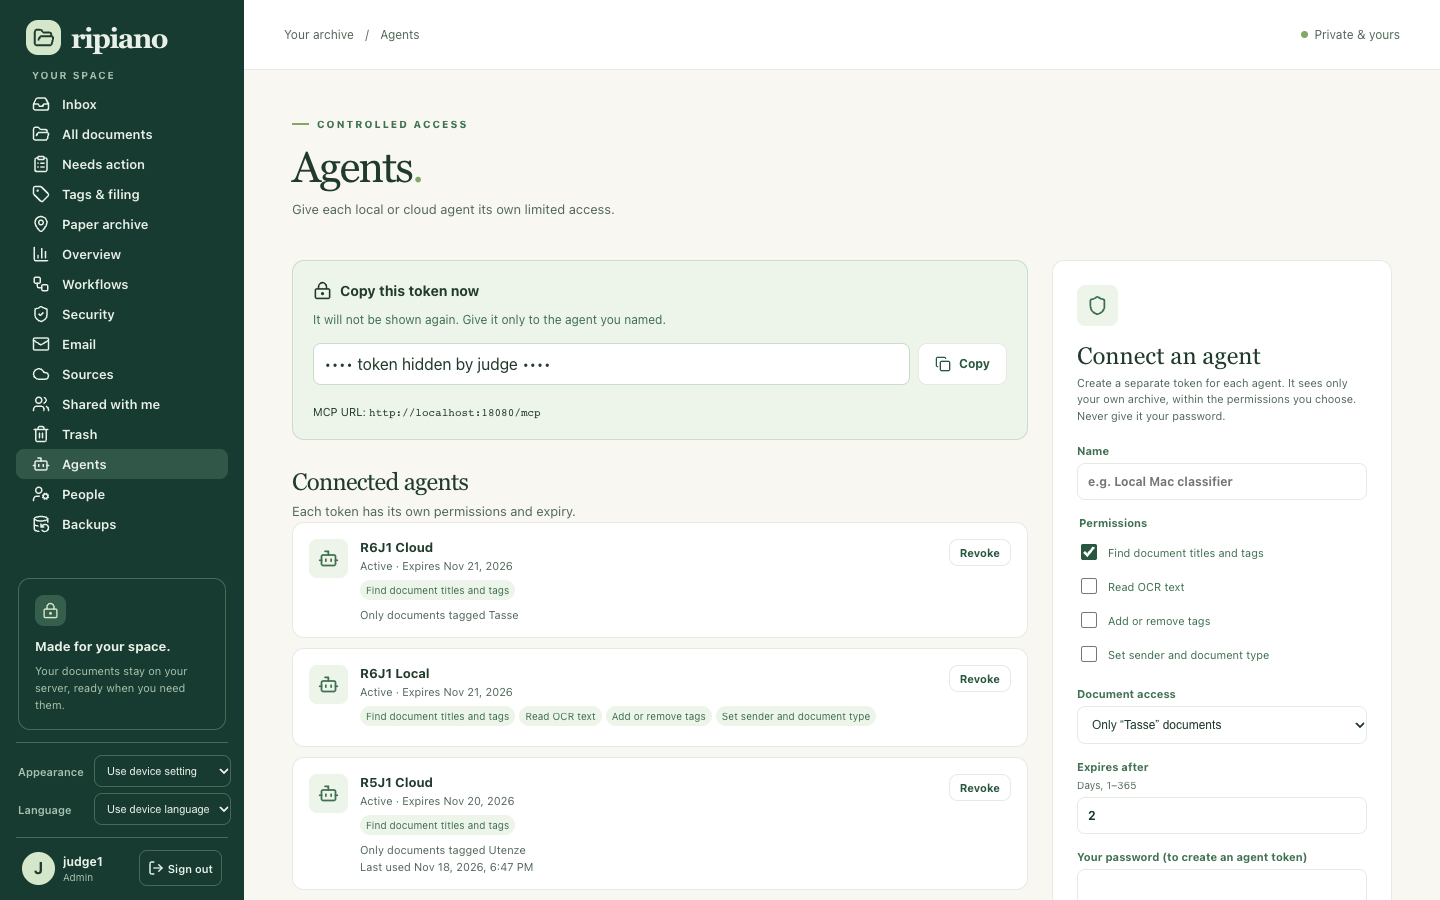 ripiano
YOUR SPACE
Inbox
All documents
Needs action
Tags & filing
Paper archive
Overview
Workflows
Security
Email
Sources
Shared with me
Trash
Agents
People
Backups
Made for your space.
Your documents stay on your
server, ready when you need
them.
Appearance
Use device setting
Language
Use device language
J
judge1
Admin
Sign out
Your archive / Agents
Private & yours
CONTROLLED ACCESS
Agents.
Give each local or cloud agent its own limited access.
Copy this token now
It will not be shown again. Give it only to the agent you named.
•••• token hidden by judge ••••
Copy
MCP URL: http://localhost:18080/mcp
Connected agents
Each token has its own permissions and expiry.
R6J1 Cloud
Active · Expires Nov 21, 2026
Find document titles and tags
Only documents tagged Tasse
Revoke
R6J1 Local
Active · Expires Nov 21, 2026
Find document titles and tags Read OCR text Add or remove tags Set sender and document type
Revoke
R5J1 Cloud
Active · Expires Nov 20, 2026
Find document titles and tags
Only documents tagged Utenze
Last used Nov 18, 2026, 6:47 PM
Revoke
Connect an agent
Create a separate token for each agent. It sees only
your own archive, within the permissions you choose.
Never give it your password.
Name
e.g. Local Mac classifier
Permissions
Find document titles and tags
Read OCR text
Add or remove tags
Set sender and document type
Document access
Only “Tasse” documents
Expires after
Days, 1–365
2
Your password (to create an agent token)